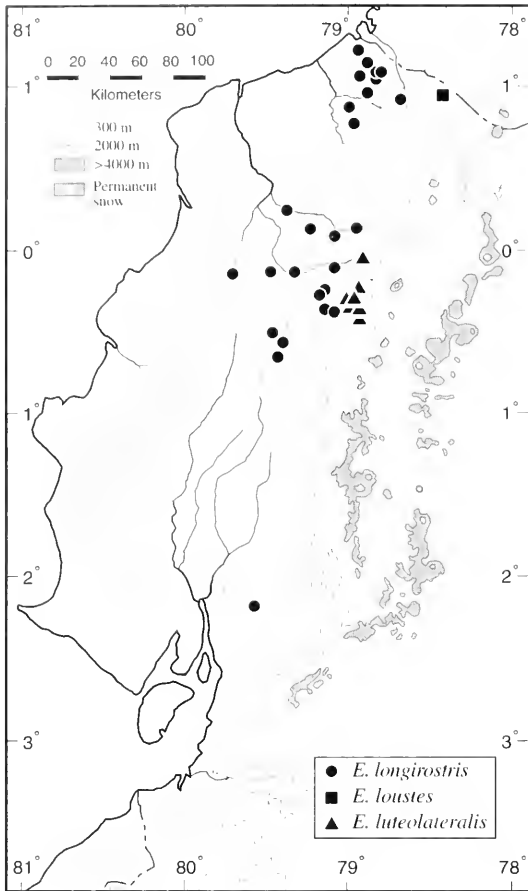 81° 80° 79° 78°
1° 1°
0 20 40 60 80 100
Kilometers
300 m
2000 m
>4000 m
Permanent
snow
0° 0°
1° 1°
2° 2°
3° 3°
E. longirostris
E. loustes
E. luteolateralis
81° 80° 79° 78°